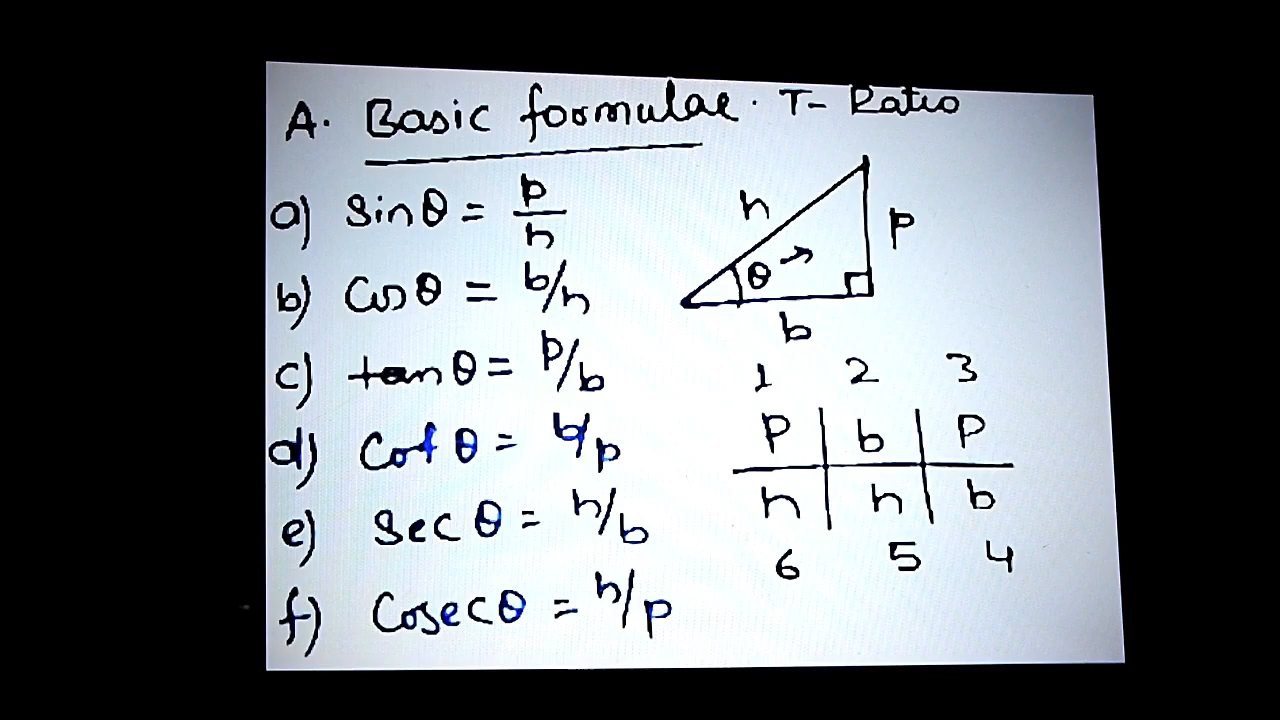 A. Basic formulae. T- Ratio
a) Sinθ = p/h
b) Cosθ = b/h
c) tanθ = p/b
d) Cotθ = b/p
e) Secθ = h/b
f) Cosecθ = h/p
h
p
θ
b
1 2 3
P b P
h h b
6 5 4